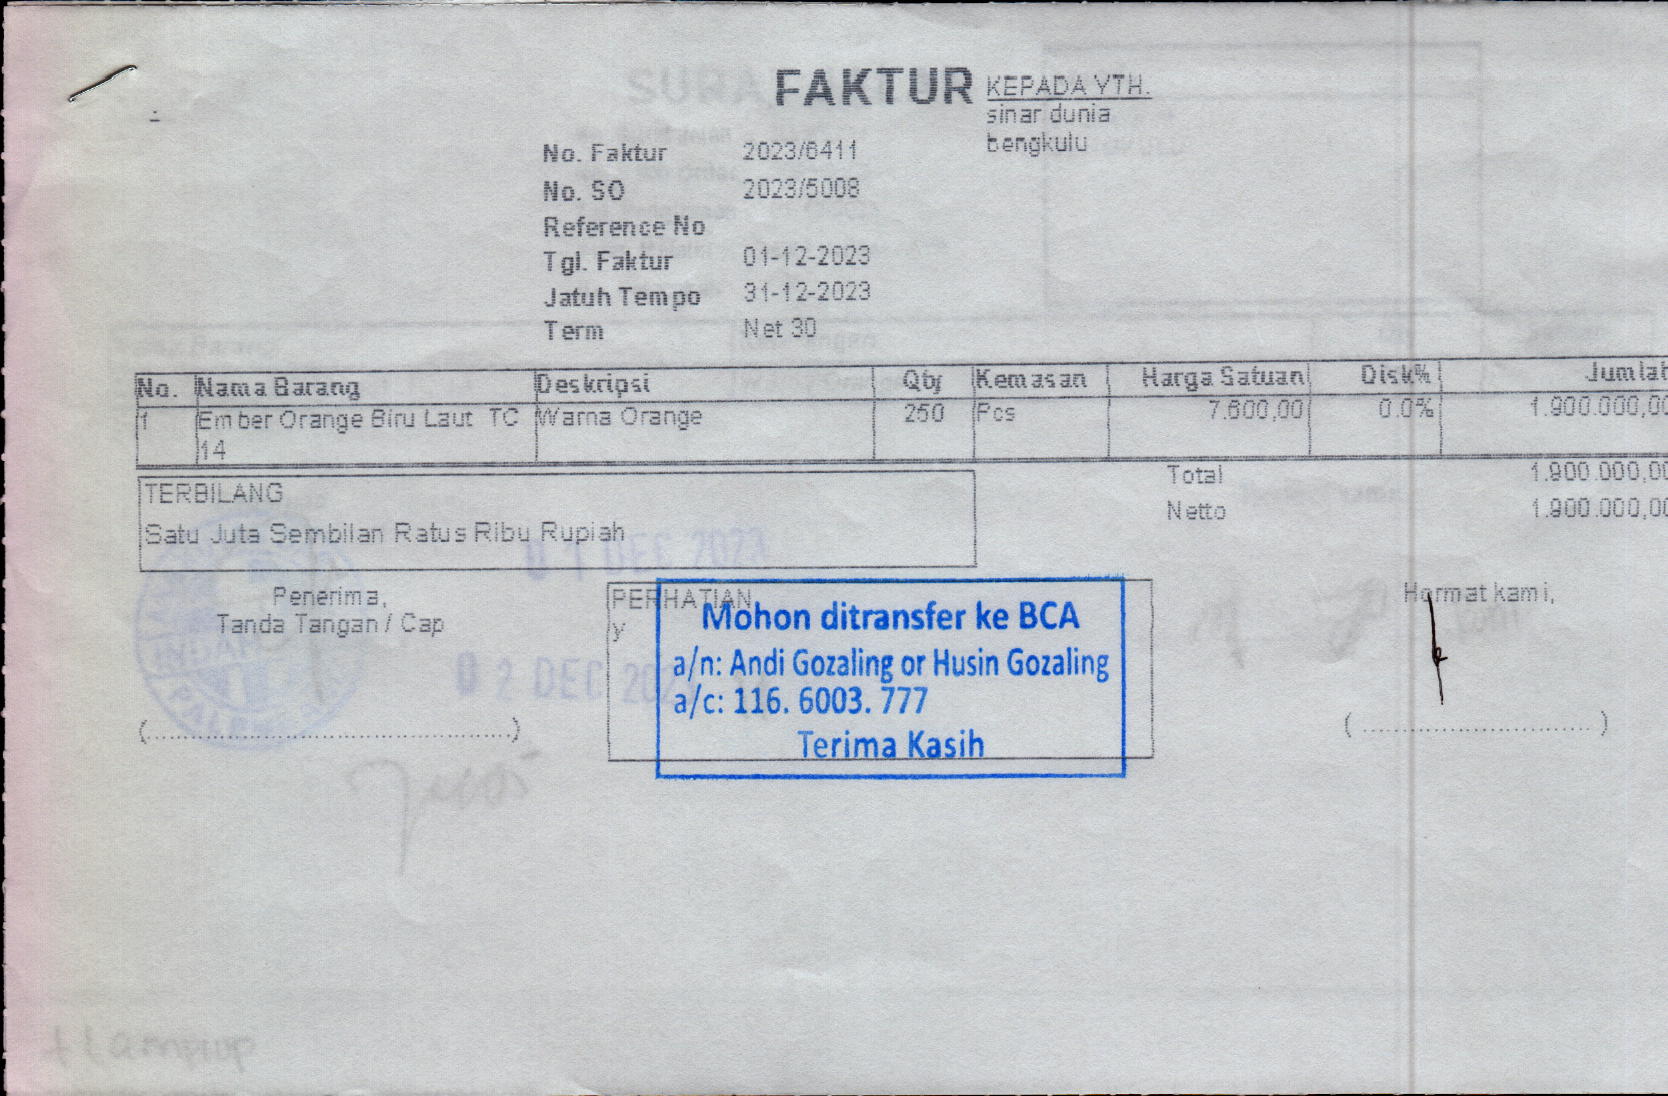 FAKTUR
KEPADA YTH.
sinar dunia
bengkulu
No. Faktur 2023/6411
No. SO 2023/5008
Reference No
Tgl. Faktur 01-12-2023
Jatuh Tempo 31-12-2023
Term Net 30
No. Nama Barang Deskripsi Qty Kemasan Harga Satuan Disk% Jumlah
1 Ember Orange Biru Laut TC Warna Orange 250 Pcs 7.600,00 0.0% 1.900.000,00
14
Total 1.900.000,00
Netto 1.900.000,00
TERBILANG
Satu Juta Sembilan Ratus Ribu Rupiah
01 DEC 2023
Penerima,
Tanda Tangan / Cap
02 DEC 202
PERHATIAN
y
Mohon ditransfer ke BCA
a/n: Andi Gozaling or Husin Gozaling
a/c: 116. 6003. 777
Terima Kasih
Hormat kami,
(..........................................)
(..............................)